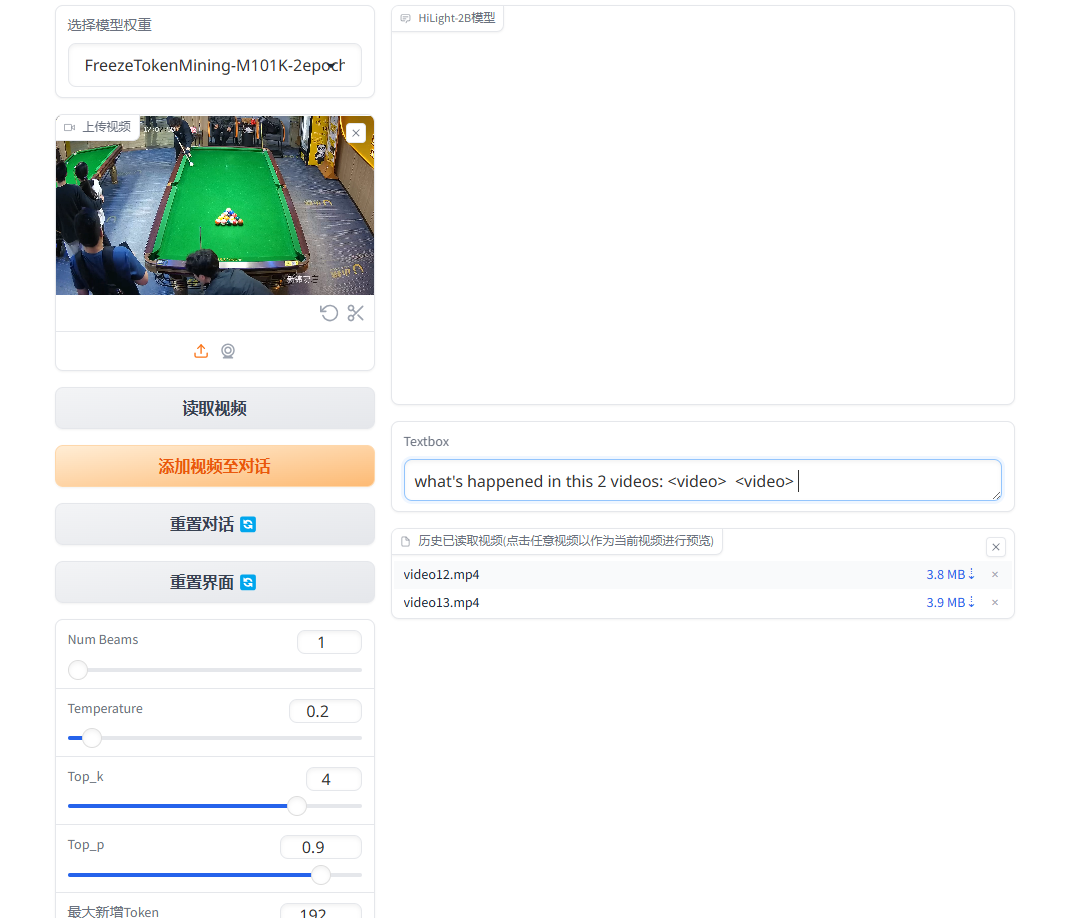 选择模型权重
FreezeTokenMining-M101K-2epoch
上传视频
读取视频
添加视频至对话
重置对话
重置界面
Num Beams
1
Temperature
0.2
Top_k
4
Top_p
0.9
最大新增Token
192
HiLight-2B模型
Textbox
what's happened in this 2 videos: <video>  <video>
历史已读取视频(点击任意视频以作为当前视频进行预览)
video12.mp4 3.8 MB ⇣ ×
video13.mp4 3.9 MB ⇣ ×